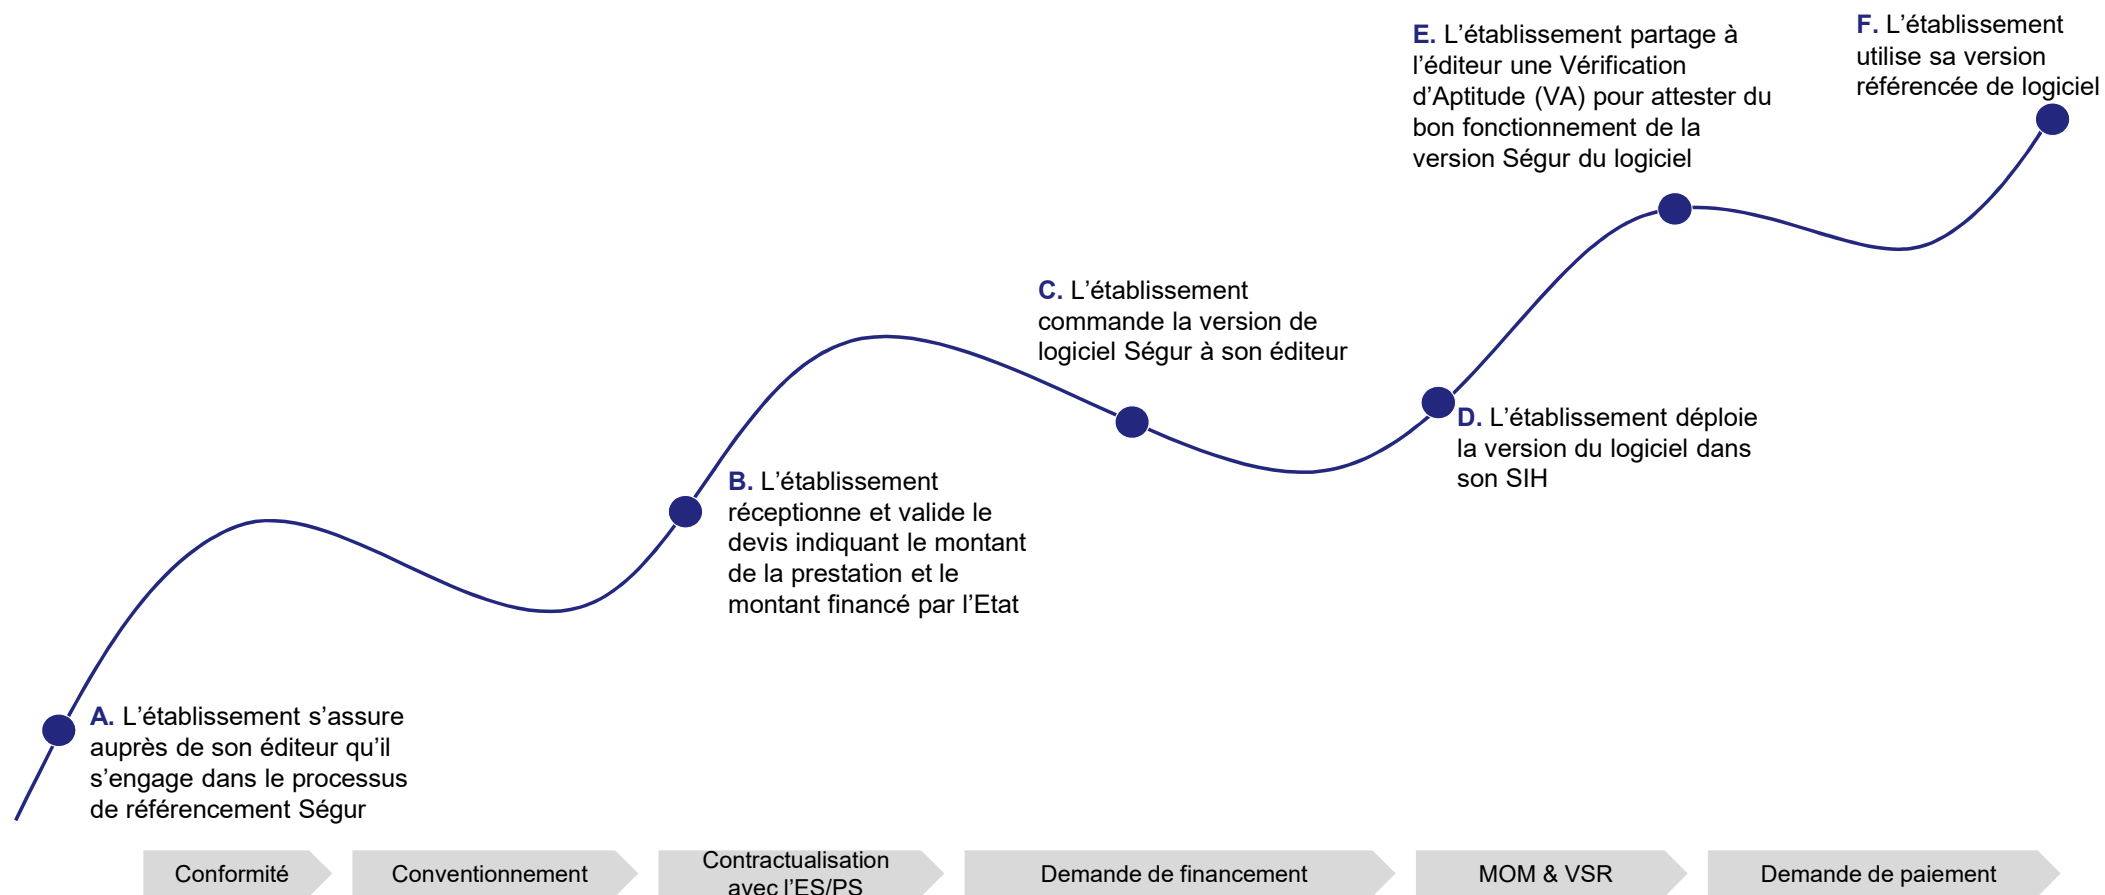 E. L’établissement partage à
l’éditeur une Vérification
d’Aptitude (VA) pour attester du
bon fonctionnement de la
version Ségur du logiciel
F. L’établissement
utilise sa version
référencée de logiciel
C. L’établissement
commande la version de
logiciel Ségur à son éditeur
D. L’établissement déploie
la version du logiciel dans
son SIH
B. L’établissement
réceptionne et valide le
devis indiquant le montant
de la prestation et le
montant financé par l’Etat
A. L’établissement s’assure
auprès de son éditeur qu’il
s’engage dans le processus
de référencement Ségur
Conformité
Conventionnement
Contractualisation
avec l’ES/PS
Demande de financement
MOM & VSR
Demande de paiement